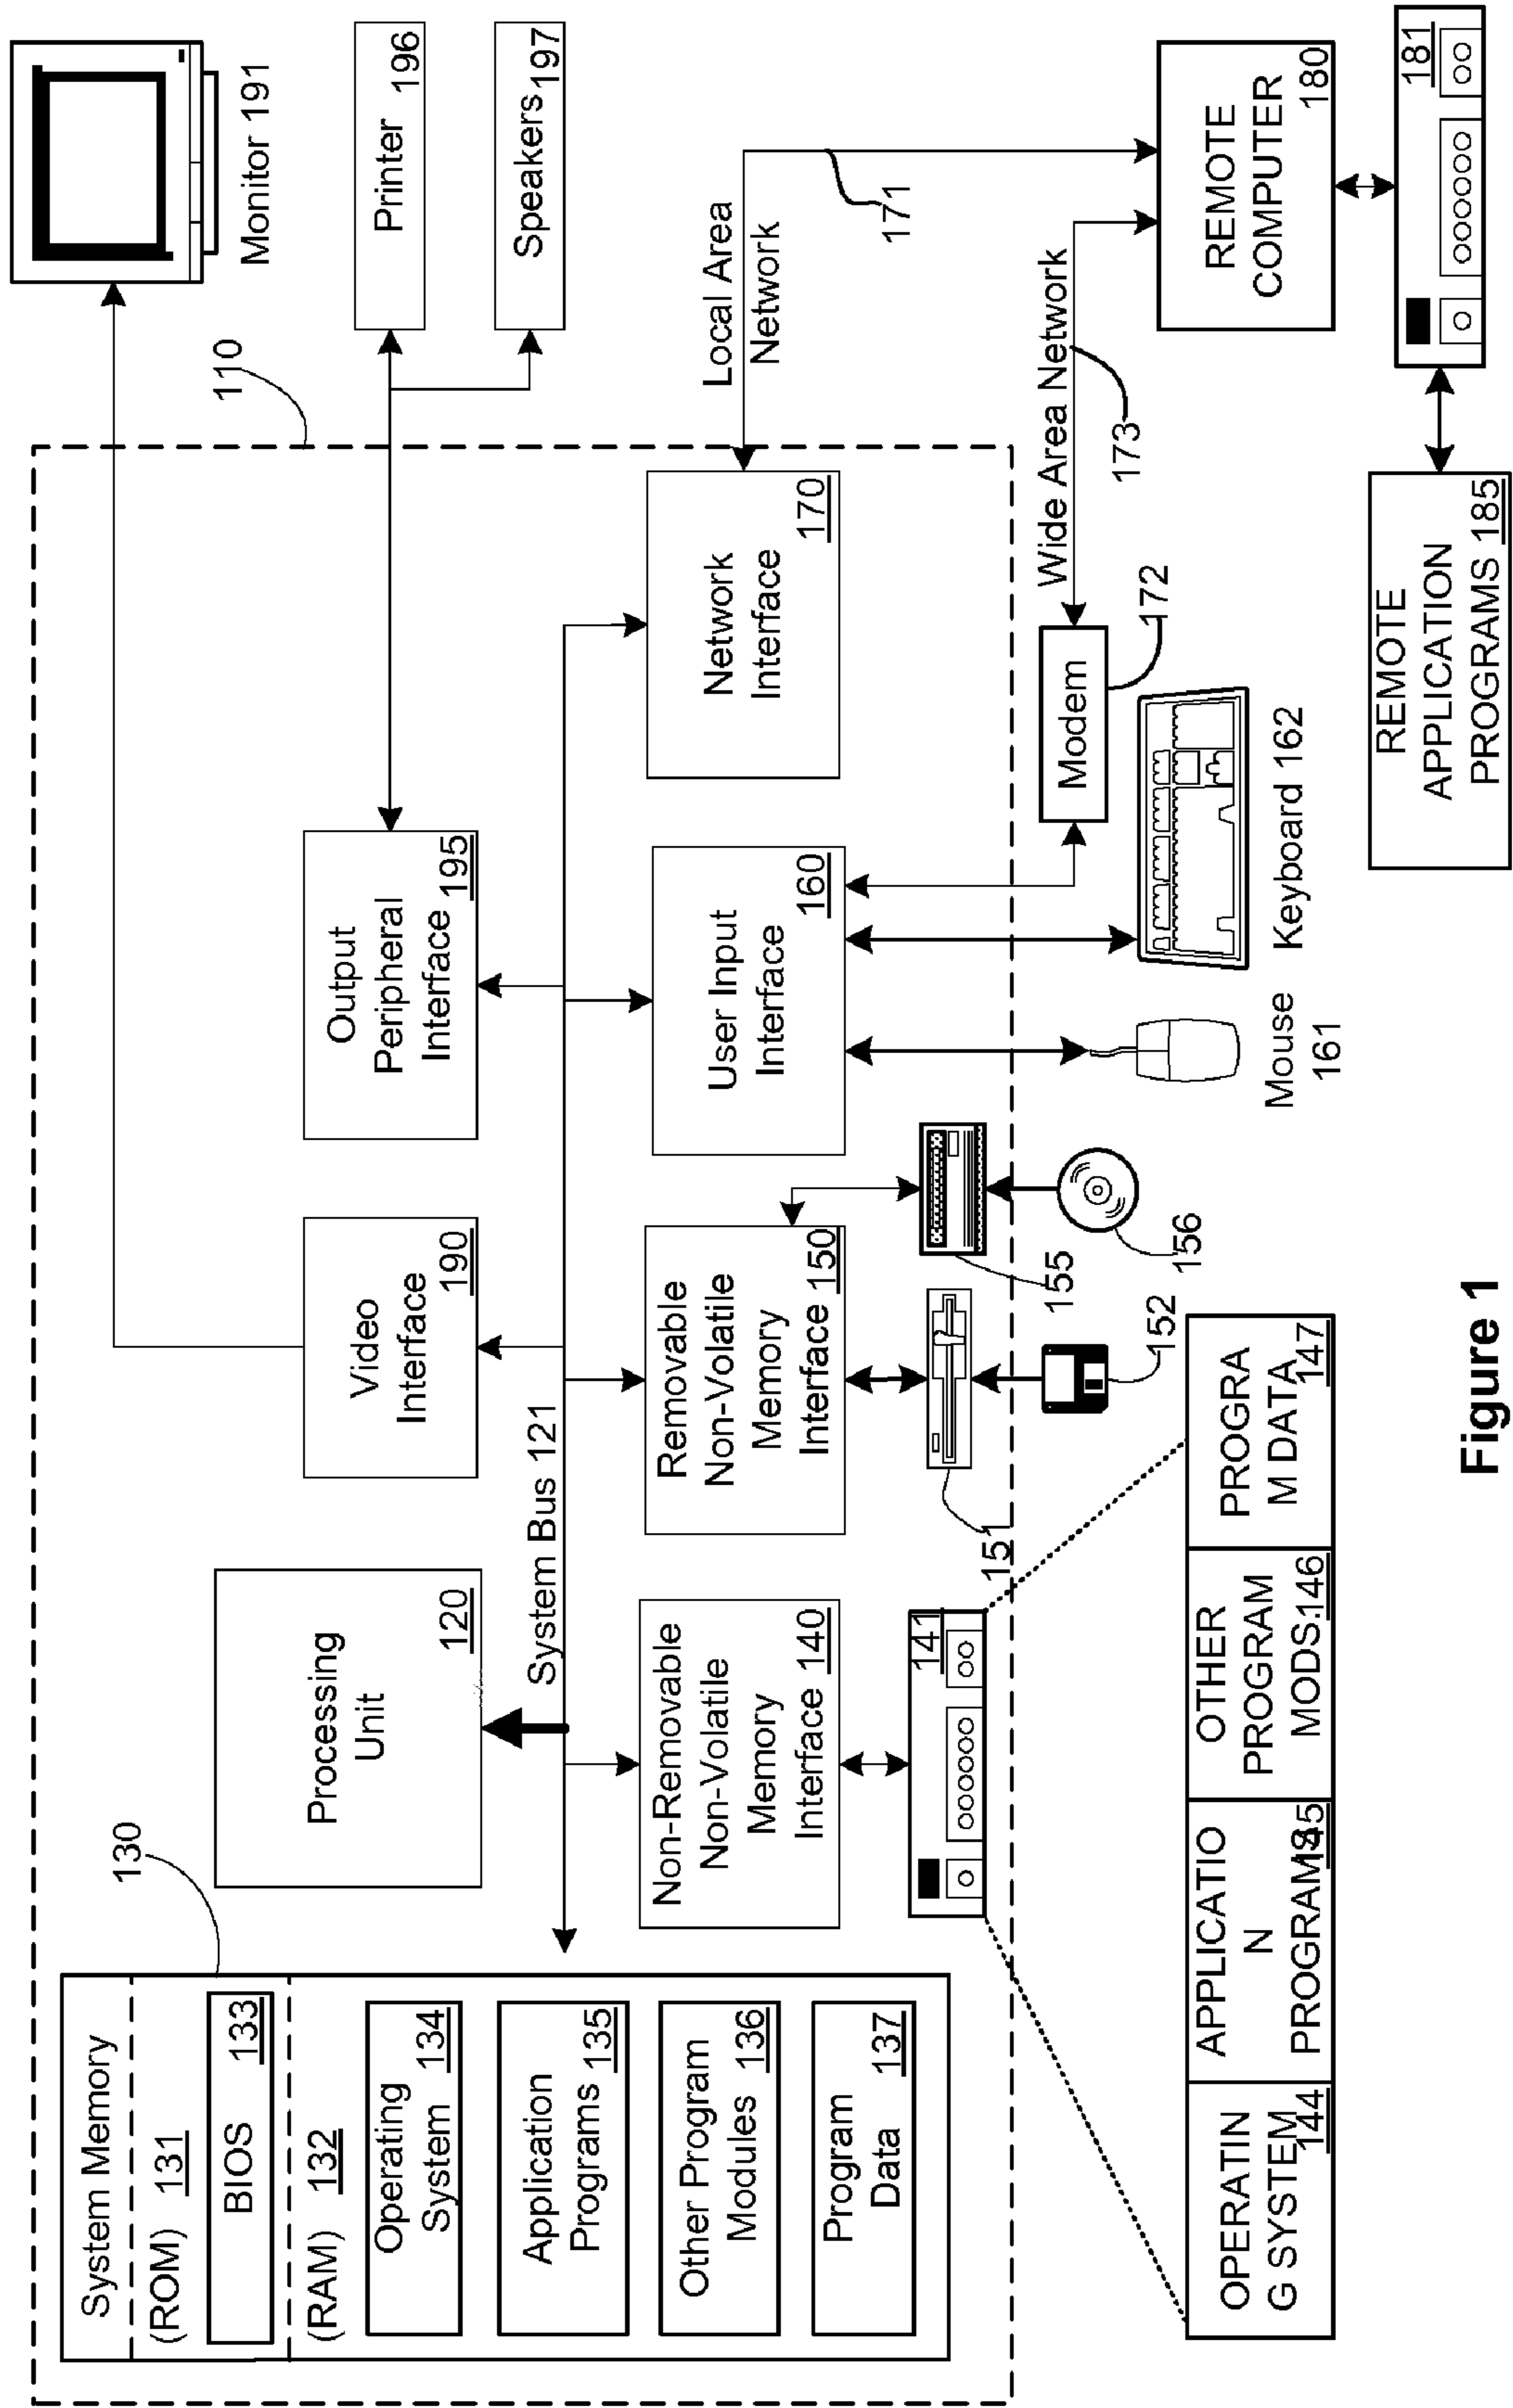 System Memory
(ROM) 131
BIOS 133
(RAM) 132
Operating
System 134
Application
Programs 135
Other Program
Modules 136
Program
Data 137
130
Processing
Unit
120
System Bus 121
Video
Interface
190
Output
Peripheral
Interface 195
110
Monitor 191
Printer 196
Speakers 197
Non-Removable
Non-Volatile
Memory
Interface 140
Removable
Non-Volatile
Memory
Interface 150
User Input
Interface
160
Network
Interface
170
Local Area
Network
171
Wide Area Network
173
Modem
172
141
151
152
155
156
Mouse
161
Keyboard 162
REMOTE
COMPUTER
180
181
REMOTE
APPLICATION
PROGRAMS 185
OPERATIN
G SYSTEM
144
APPLICATIO
N
PROGRAMS
145
OTHER
PROGRAM
MODS. 146
PROGRA
M DATA
147
Figure 1